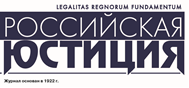 LEGALITAS REGNORUM FUNDAMENTUM
РОССИЙСКАЯ
ЮСТИЦИЯ
Журнал основан в 1922 г.